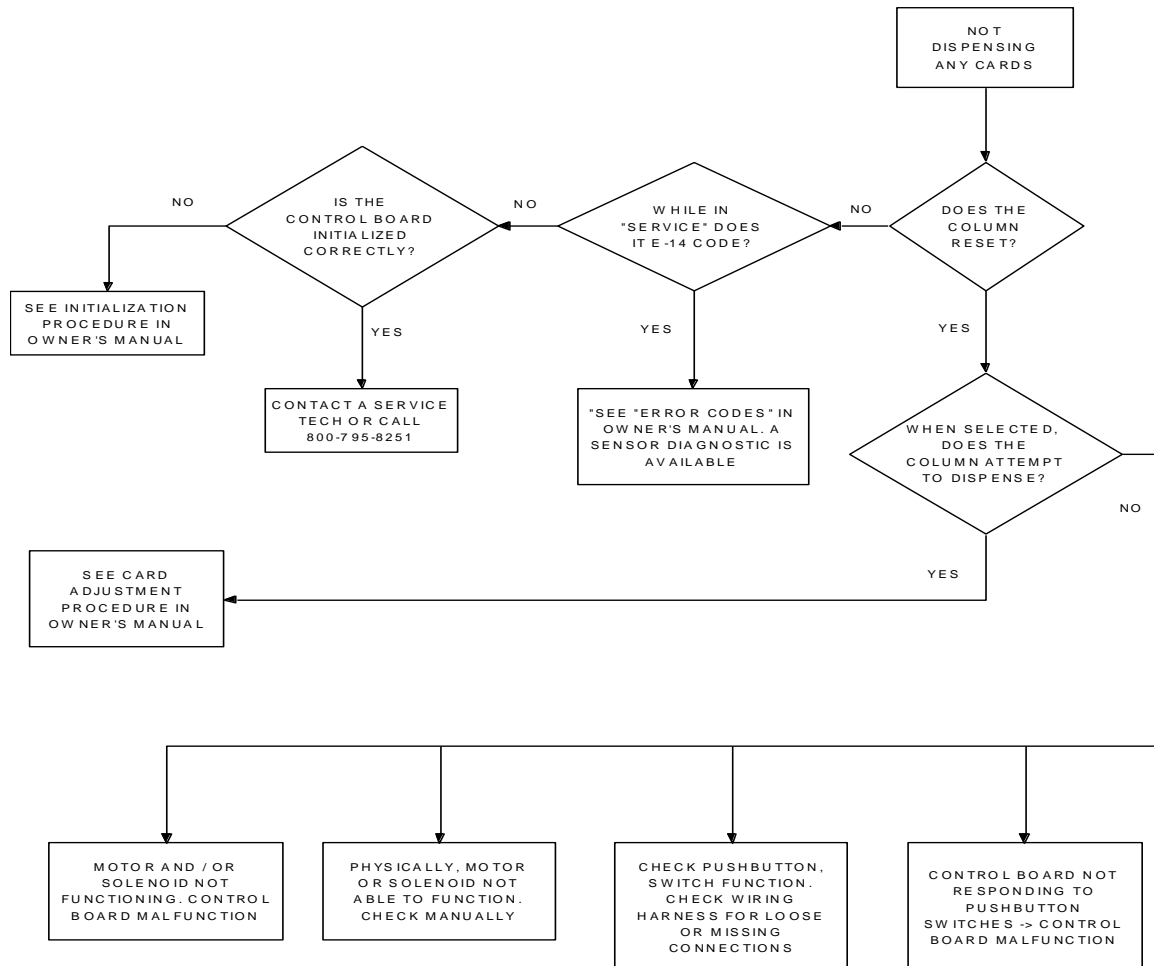 NOT
DISPENSING
ANY CARDS
DOES THE
COLUMN
RESET?
NO
WHILE IN
"SERVICE" DOES
IT E-14 CODE?
NO
IS THE
CONTROL BOARD
INITIALIZED
CORRECTLY?
NO
SEE INITIALIZATION
PROCEDURE IN
OWNER'S MANUAL
YES
CONTACT A SERVICE
TECH OR CALL
800-795-8251
YES
"SEE "ERROR CODES" IN
OWNER'S MANUAL. A
SENSOR DIAGNOSTIC IS
AVAILABLE
YES
WHEN SELECTED,
DOES THE
COLUMN ATTEMPT
TO DISPENSE?
NO
YES
SEE CARD
ADJUSTMENT
PROCEDURE IN
OWNER'S MANUAL
MOTOR AND / OR
SOLENOID NOT
FUNCTIONING. CONTROL
BOARD MALFUNCTION
PHYSICALLY, MOTOR
OR SOLENOID NOT
ABLE TO FUNCTION.
CHECK MANUALLY
CHECK PUSHBUTTON,
SWITCH FUNCTION.
CHECK WIRING
HARNESS FOR LOOSE
OR MISSING
CONNECTIONS
CONTROL BOARD NOT
RESPONDING TO
PUSHBUTTON
SWITCHES -> CONTROL
BOARD MALFUNCTION